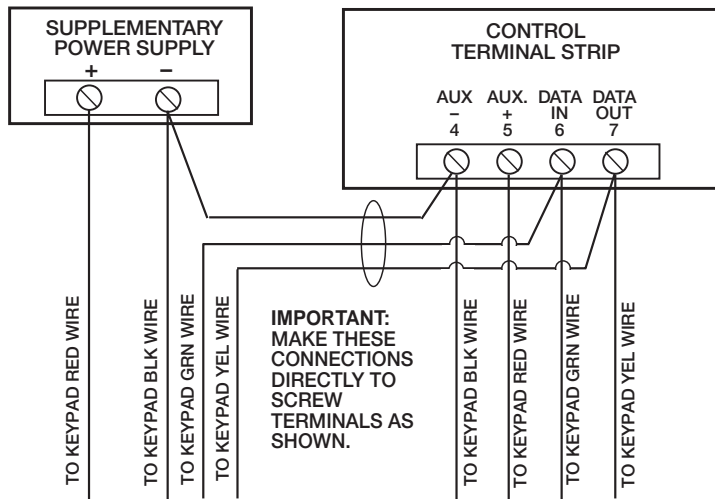 SUPPLEMENTARY
POWER SUPPLY
+ −
CONTROL
TERMINAL STRIP
AUX AUX. DATA DATA
− + IN OUT
4 5 6 7
TO KEYPAD RED WIRE
TO KEYPAD BLK WIRE
TO KEYPAD GRN WIRE
TO KEYPAD YEL WIRE
IMPORTANT:
MAKE THESE
CONNECTIONS
DIRECTLY TO
SCREW
TERMINALS AS
SHOWN.
TO KEYPAD BLK WIRE
TO KEYPAD RED WIRE
TO KEYPAD GRN WIRE
TO KEYPAD YEL WIRE